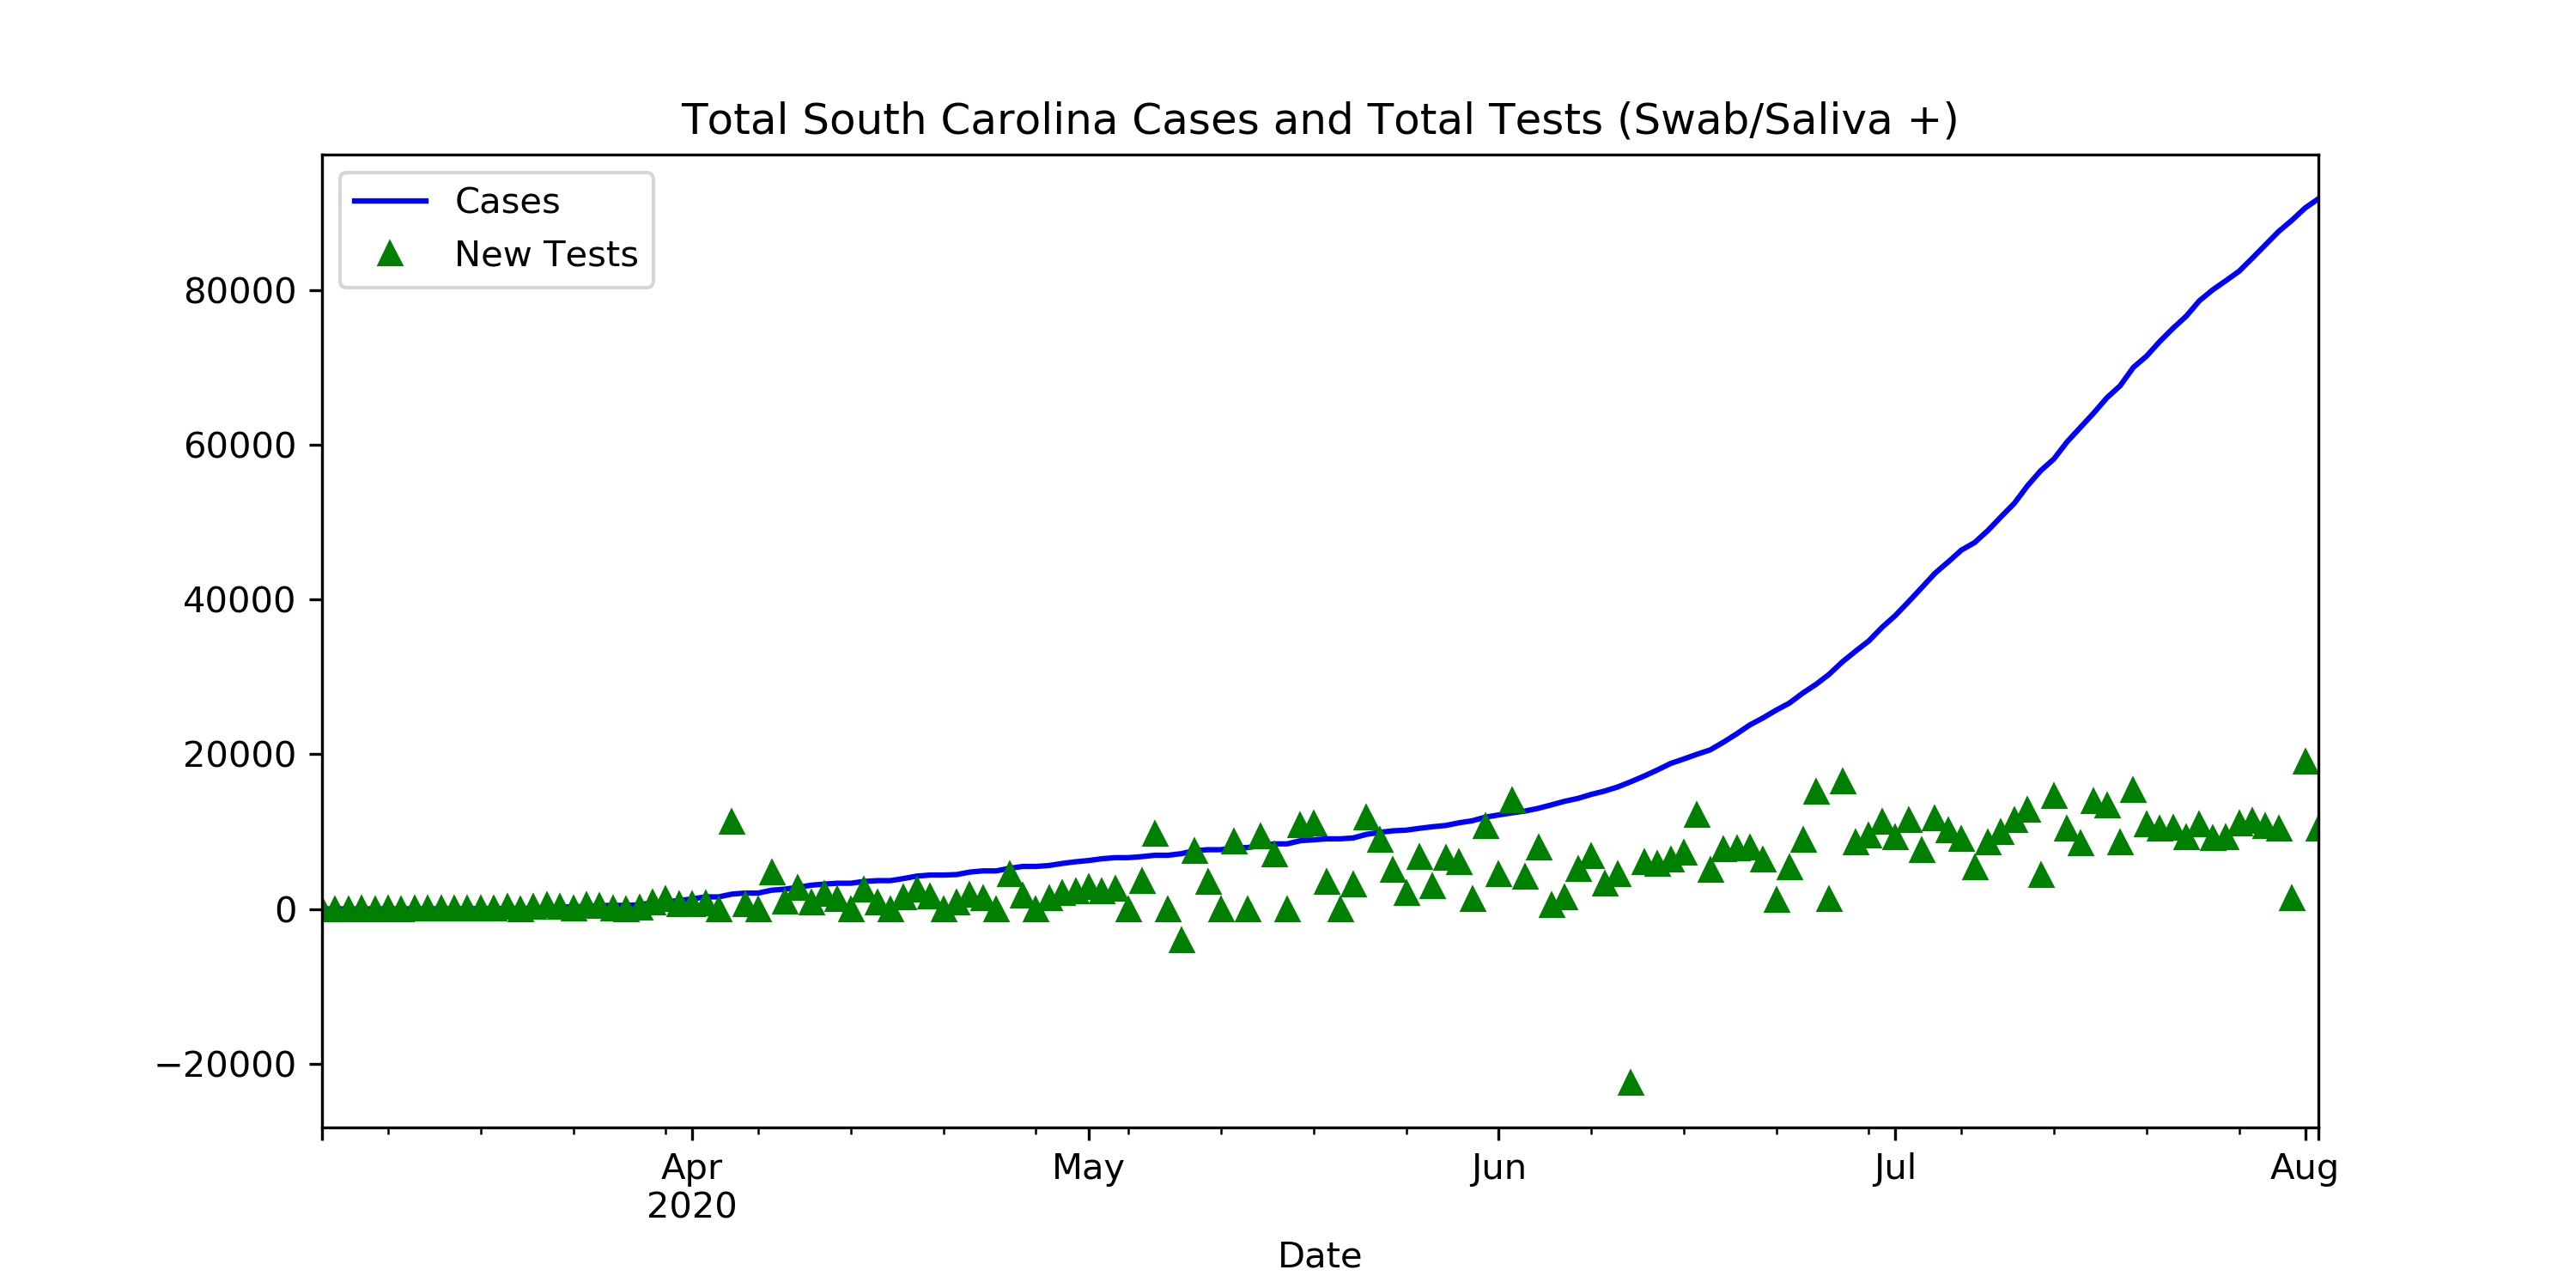 Total South Carolina Cases and Total Tests (Swab/Saliva +)
Cases
New Tests
80000
60000
40000
20000
0
−20000
Apr
2020
May
Jun
Jul
Aug
Date